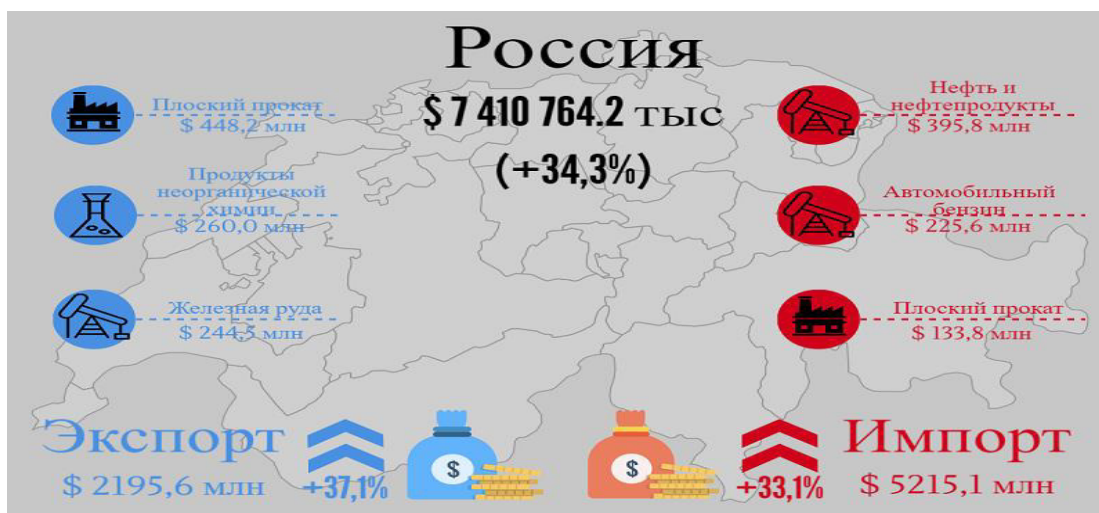 Россия
$ 7 410 764.2 тыс
(+34,3%)
Плоский прокат
$ 448,2 млн
Продукты
неорганической
химии
$ 260,0 млн
Железная руда
$ 244,5 млн
Нефть и
нефтепродукты
$ 395,8 млн
Автомобильный
бензин
$ 225,6 млн
Плоский прокат
$ 133,8 млн
Экспорт
$ 2195,6 млн
+37,1%
$
$
+33,1%
Импорт
$ 5215,1 млн